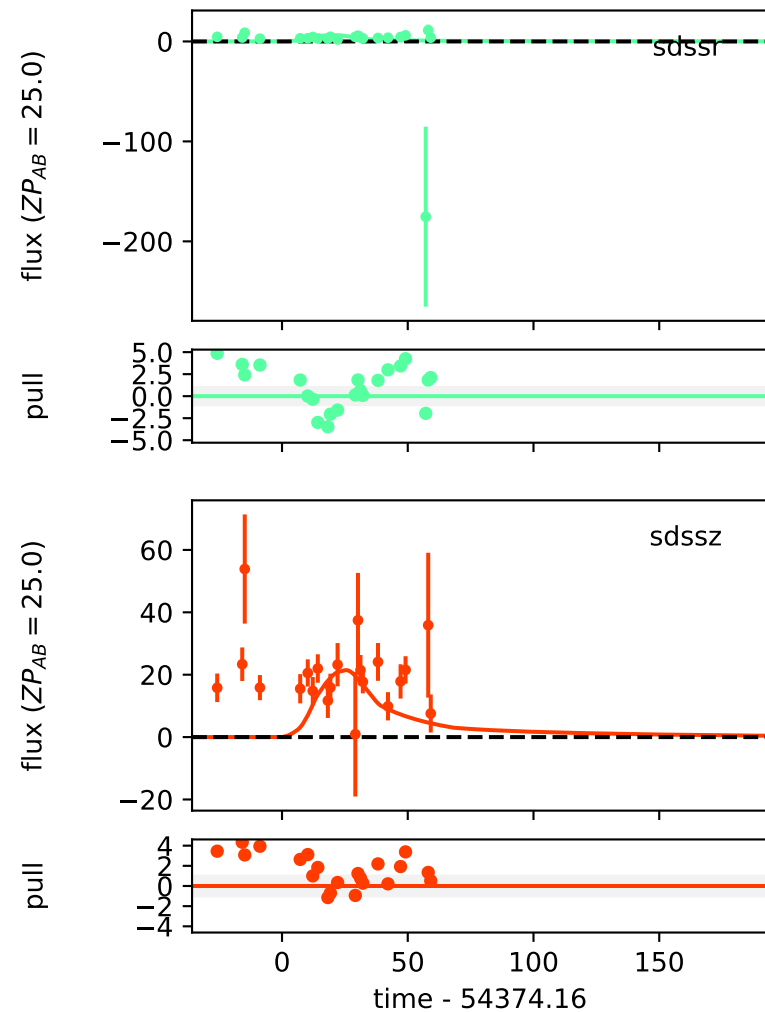 0
−100
−200
flux (ZP_AB = 25.0)
sdssr
5.0
2.5
0.0
−2.5
−5.0
pull
60
40
20
0
−20
flux (ZP_AB = 25.0)
sdssz
4
2
0
−2
−4
pull
0 50 100 150
time - 54374.16